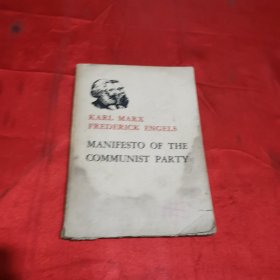 KARL MARX
FREDERICK ENGELS
MANIFESTO OF THE
COMMUNIST PARTY